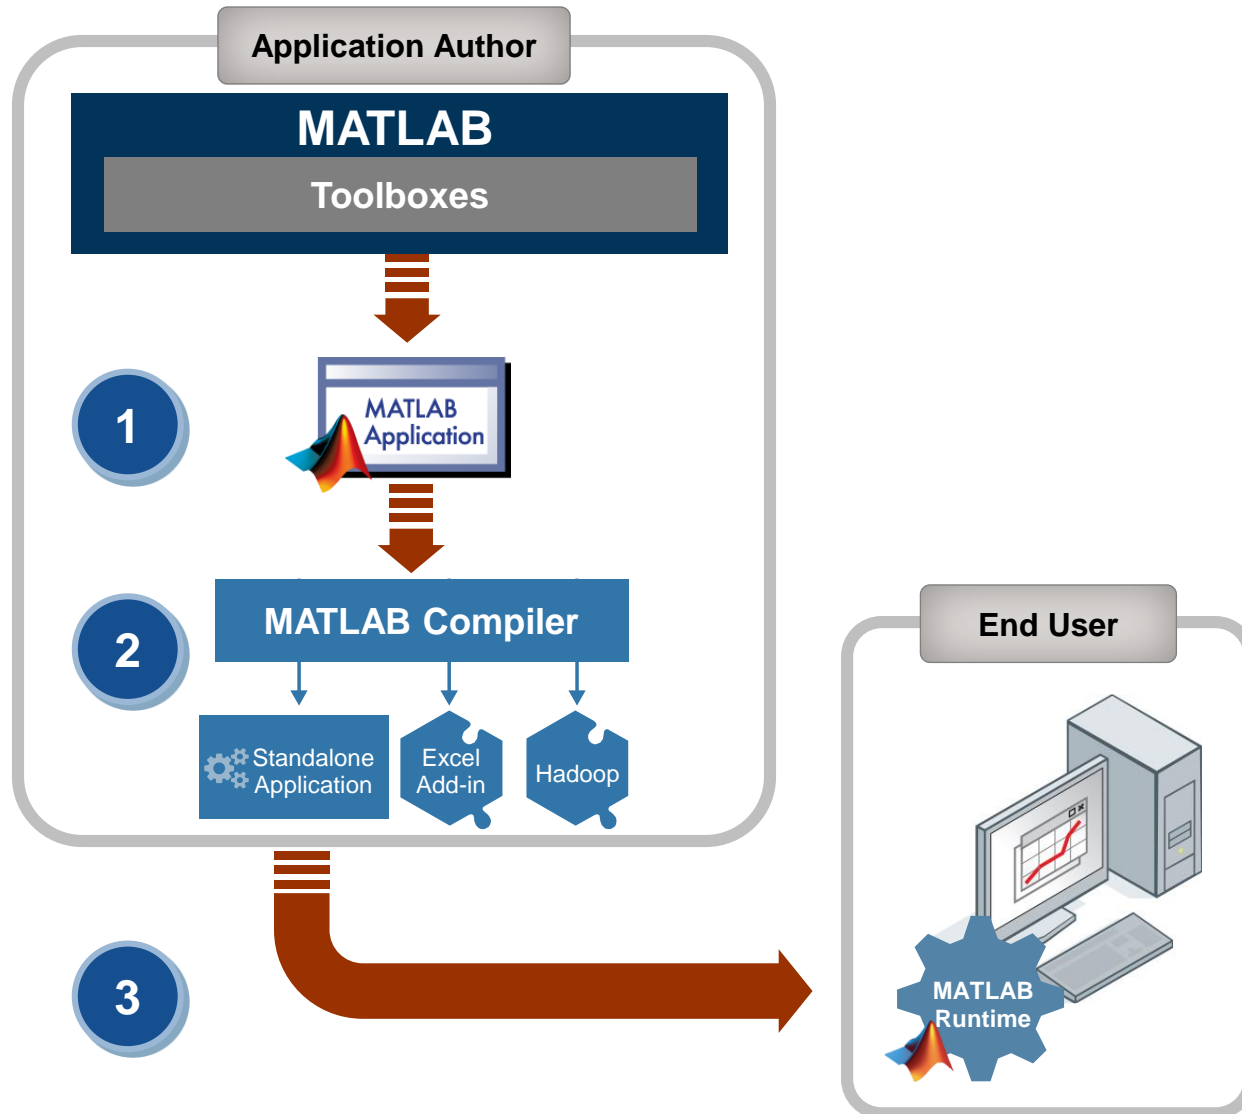 Application Author
MATLAB
Toolboxes
1
MATLAB
Application
2
MATLAB Compiler
Standalone
Application
Excel
Add-in
Hadoop
3
End User
MATLAB
Runtime